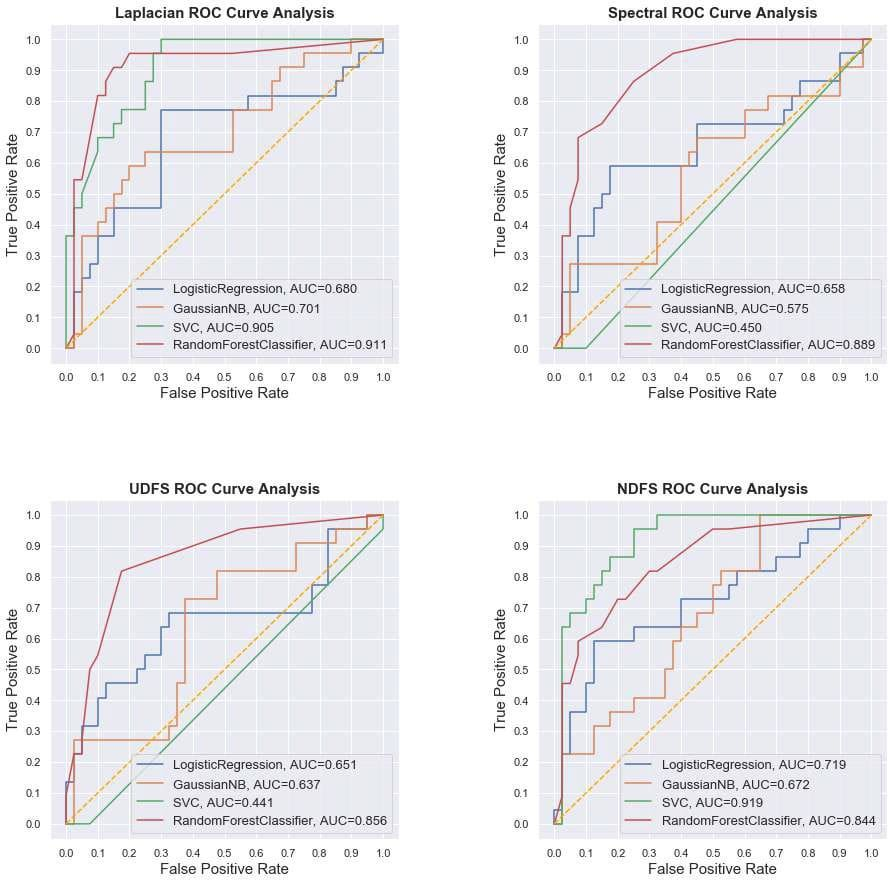 Laplacian ROC Curve Analysis
True Positive Rate
1.0
0.9
0.8
0.7
0.6
0.5
0.4
0.3
0.2
0.1
0.0
LogisticRegression, AUC=0.680
GaussianNB, AUC=0.701
SVC, AUC=0.905
RandomForestClassifier, AUC=0.911
0.0 0.1 0.2 0.3 0.4 0.5 0.6 0.7 0.8 0.9 1.0
False Positive Rate
Spectral ROC Curve Analysis
True Positive Rate
1.0
0.9
0.8
0.7
0.6
0.5
0.4
0.3
0.2
0.1
0.0
LogisticRegression, AUC=0.658
GaussianNB, AUC=0.575
SVC, AUC=0.450
RandomForestClassifier, AUC=0.889
0.0 0.1 0.2 0.3 0.4 0.5 0.6 0.7 0.8 0.9 1.0
False Positive Rate
UDFS ROC Curve Analysis
True Positive Rate
1.0
0.9
0.8
0.7
0.6
0.5
0.4
0.3
0.2
0.1
0.0
LogisticRegression, AUC=0.651
GaussianNB, AUC=0.637
SVC, AUC=0.441
RandomForestClassifier, AUC=0.856
0.0 0.1 0.2 0.3 0.4 0.5 0.6 0.7 0.8 0.9 1.0
False Positive Rate
NDFS ROC Curve Analysis
True Positive Rate
1.0
0.9
0.8
0.7
0.6
0.5
0.4
0.3
0.2
0.1
0.0
LogisticRegression, AUC=0.719
GaussianNB, AUC=0.672
SVC, AUC=0.919
RandomForestClassifier, AUC=0.844
0.0 0.1 0.2 0.3 0.4 0.5 0.6 0.7 0.8 0.9 1.0
False Positive Rate